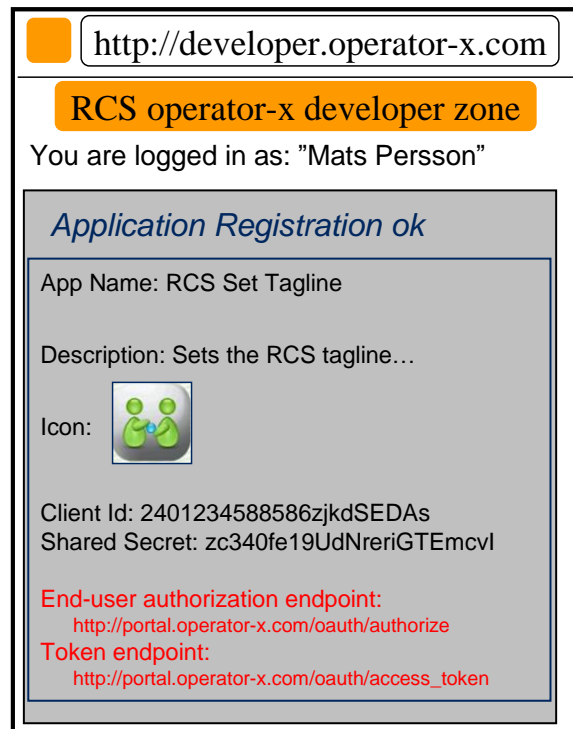 http://developer.operator-x.com
RCS operator-x developer zone
You are logged in as: ”Mats Persson”
Application Registration ok
App Name: RCS Set Tagline
Description: Sets the RCS tagline…
Icon:
Client Id: 2401234588586zjkdSEDAs
Shared Secret: zc340fe19UdNreriGTEmcvI
End-user authorization endpoint:
http://portal.operator-x.com/oauth/authorize
Token endpoint:
http://portal.operator-x.com/oauth/access_token